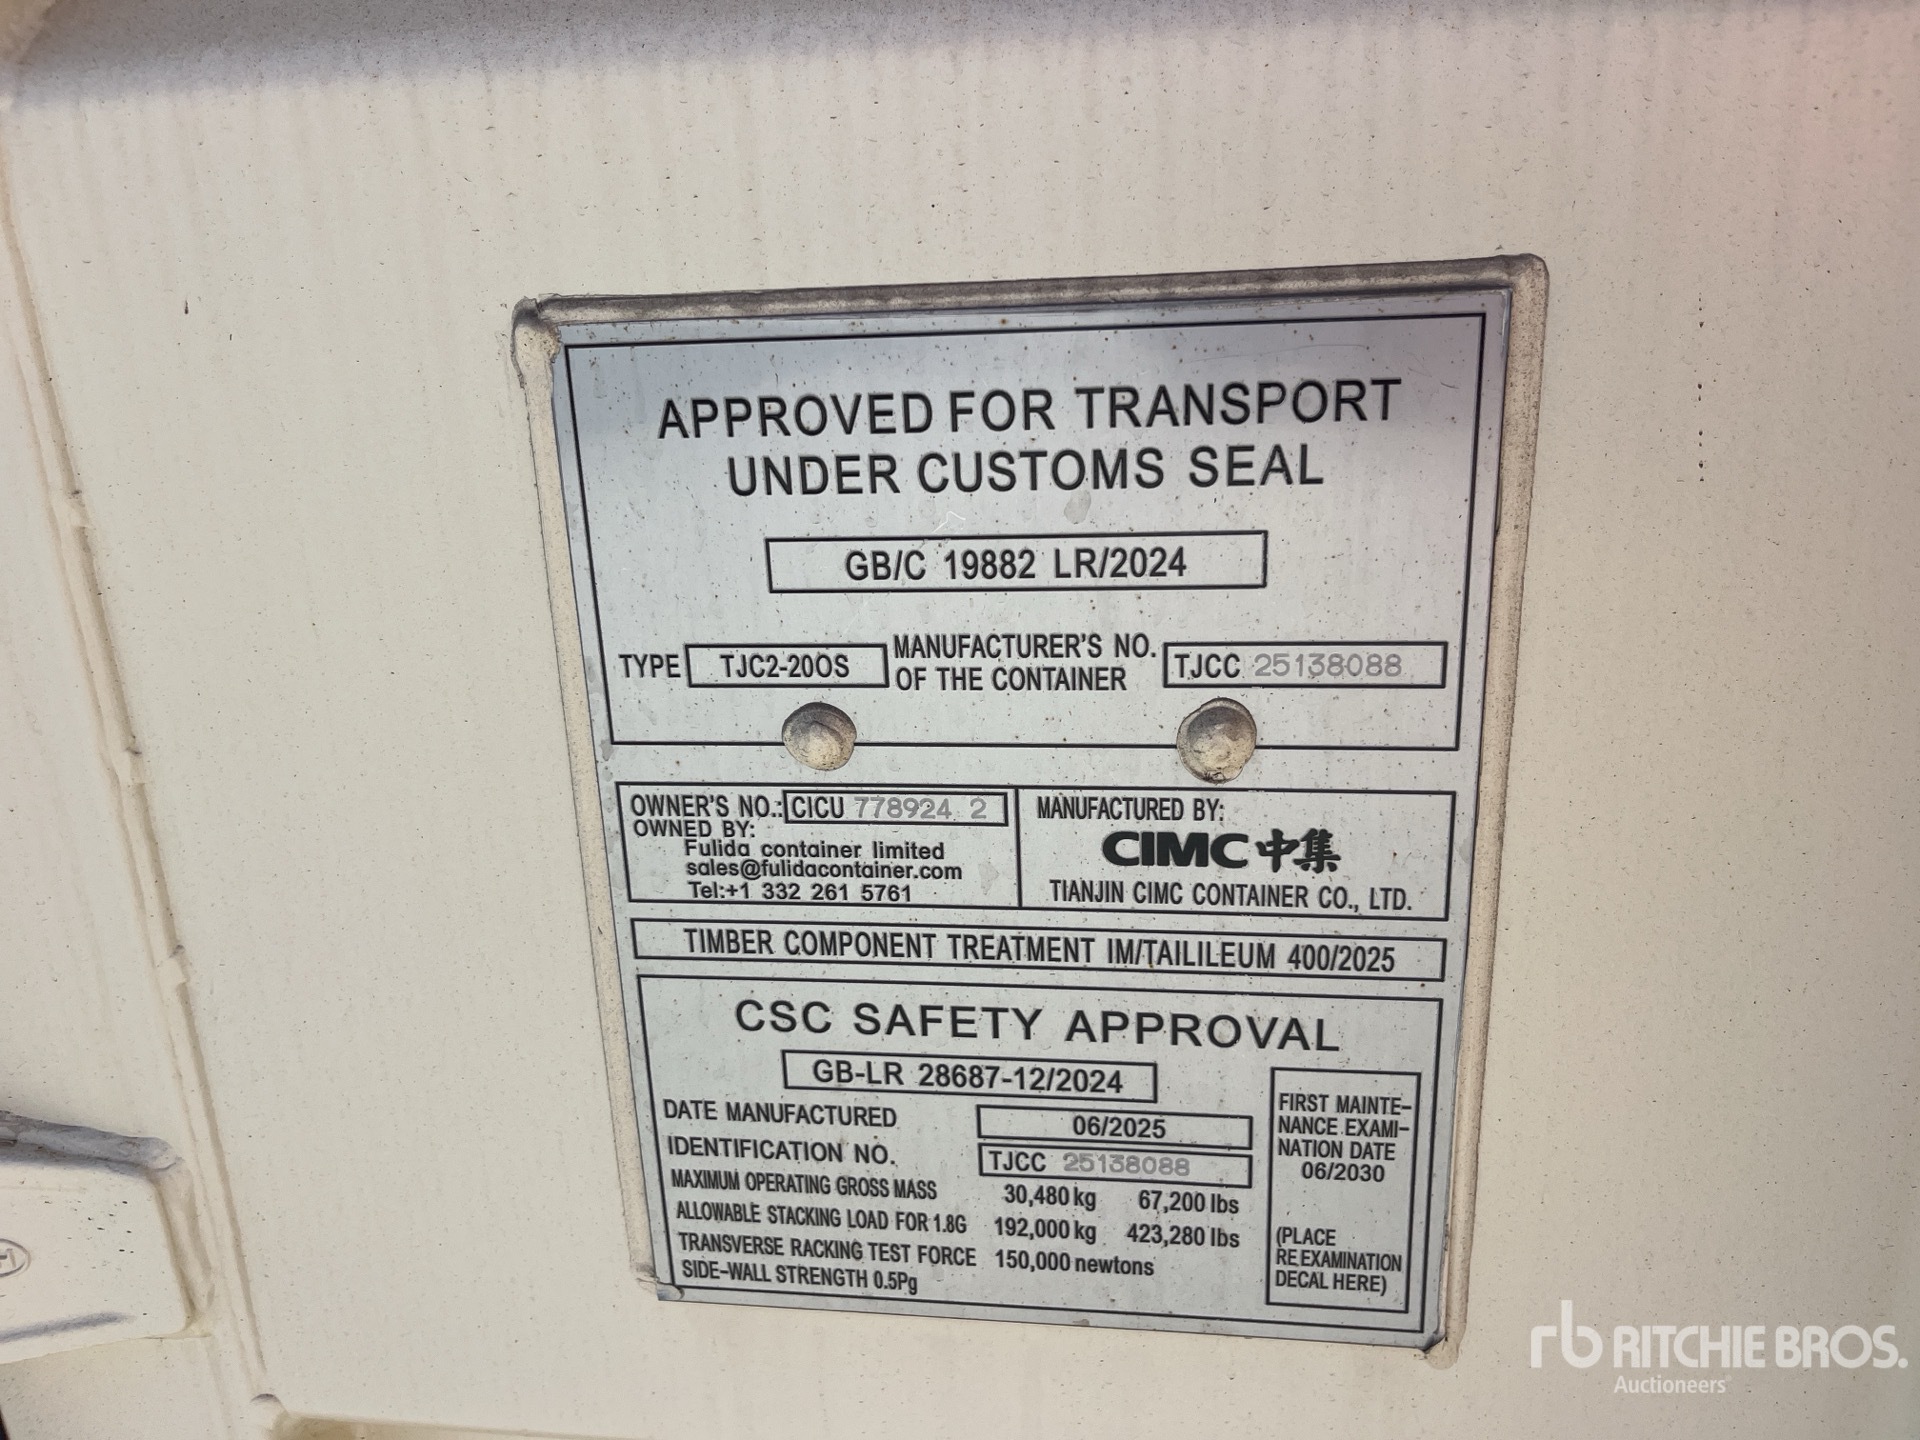 APPROVED FOR TRANSPORT
UNDER CUSTOMS SEAL
GB/C 19882 LR/2024
TYPE TJC2-20OS MANUFACTURER'S NO. OF THE CONTAINER TJCC 25138088
OWNER'S NO.: CICU 778924 2
OWNED BY:
Fulida container limited
sales@fulidacontainer.com
Tel:+1 332 261 5761
MANUFACTURED BY:
CIMC中集
TIANJIN CIMC CONTAINER CO., LTD.
TIMBER COMPONENT TREATMENT IM/TAILILEUM 400/2025
CSC SAFETY APPROVAL
GB-LR 28687-12/2024
DATE MANUFACTURED 06/2025
IDENTIFICATION NO. TJCC 25138088
MAXIMUM OPERATING GROSS MASS 30,480 kg 67,200 lbs
ALLOWABLE STACKING LOAD FOR 1.8G 192,000 kg 423,280 lbs
TRANSVERSE RACKING TEST FORCE 150,000 newtons
SIDE-WALL STRENGTH 0.5Pg
FIRST MAINTE-
NANCE EXAMI-
NATION DATE
06/2030
(PLACE
REEXAMINATION
DECAL HERE)
rb RITCHIE BROS.
Auctioneers